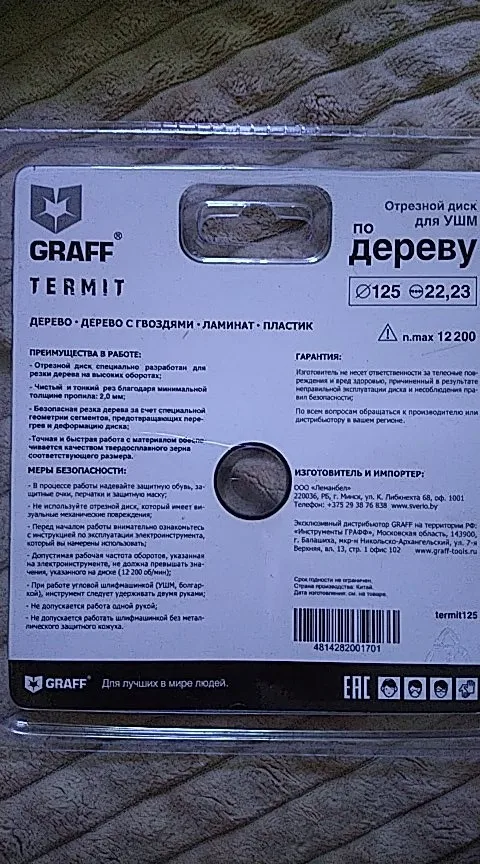 GRAFF®
TERMIT
Отрезной диск
для УШМ
по
дереву
Ø125 22,23
n.max 12 200
ДЕРЕВО · ДЕРЕВО С ГВОЗДЯМИ · ЛАМИНАТ · ПЛАСТИК
ПРЕИМУЩЕСТВА В РАБОТЕ:
- Отрезной диск специально разработан для
резки дерева на высоких оборотах;
- Чистый и тонкий рез благодаря минимальной
толщине пропила: 2,0 мм;
- Безопасная резка дерева за счет специальной
геометрии сегментов, предотвращающих пере-
грев и деформацию диска;
-Точная и быстрая работа с материалом обеспе-
чивается качеством твердосплавного зерна
соответствующего размера.
МЕРЫ БЕЗОПАСНОСТИ:
- В процессе работы надевайте защитную обувь, за-
щитные очки, перчатки и защитную маску;
- Не используйте отрезной диск, который имеет ви-
зуальные механические повреждения;
- Перед началом работы внимательно ознакомьтесь
с инструкцией по эксплуатации электроинструмента,
который вы намерены использовать;
- Допустимая рабочая частота оборотов, указанная
на электроинструменте, не должна превышать зна-
чения, указанного на диске (12 200 об/мин);
- При работе угловой шлифмашинкой (УШМ, болгар-
кой), инструмент следует удерживать двумя руками;
- Не допускается работа одной рукой;
- Не допускается работать шлифмашинкой без метал-
лического защитного кожуха.
ГАРАНТИЯ:
Изготовитель не несет ответственности за телесные пов-
реждения и вред здоровью, причиненный в результате
неправильной эксплуатации диска и несоблюдения пра-
вил безопасности;
По всем вопросам обращаться к производителю или
дистрибьютору в вашем регионе.
ИЗГОТОВИТЕЛЬ И ИМПОРТЕР:
ООО «Леманбел»
220036, РБ, г. Минск, ул. К. Либкнехта 68, оф. 1001
Телефон: +375 29 38 76 838 www.sverlo.by
Эксклюзивный дистрибьютор GRAFF на территории РФ:
«Инструменты ГРАФФ», Московская область, 143900,
г. Балашиха, мкр-н Никольско-Архангельский, ул. 7-я
Верхняя, вл. 13, стр. 1 офис 102 www.graff-tools.ru
Срок годности не ограничен.
Страна производства: Китай.
Дата изготовления: см. на товаре.
termit125
4814282001701
GRAFF® Для лучших в мире людей.
EAC